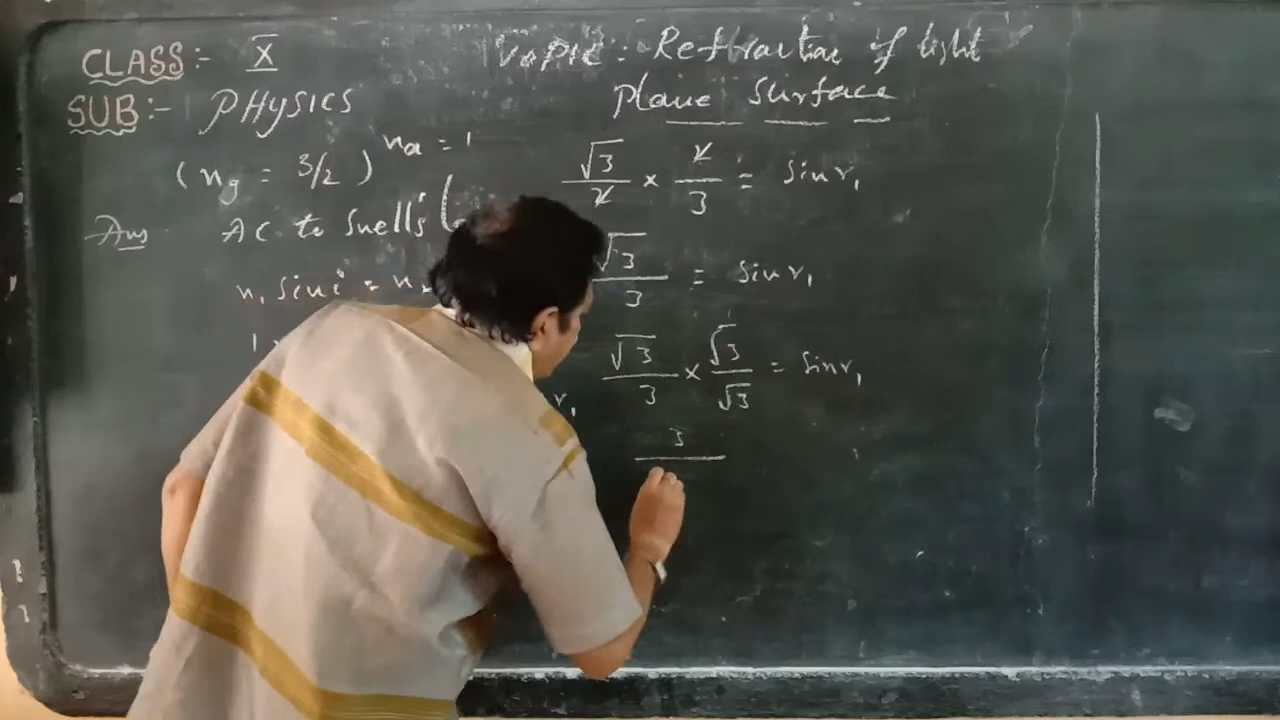 CLASS:- X
SUB:- PHYSICS
Topic:- Refraction of light
plane surface
(ng = 3/2) na = 1
Ans AC to Snell's (
n1 sin i = n
1
r1
√3/2 × 2/3 = sin r1
√3/3 = sin r1
√3/3 × √3/√3 = sin r1
3